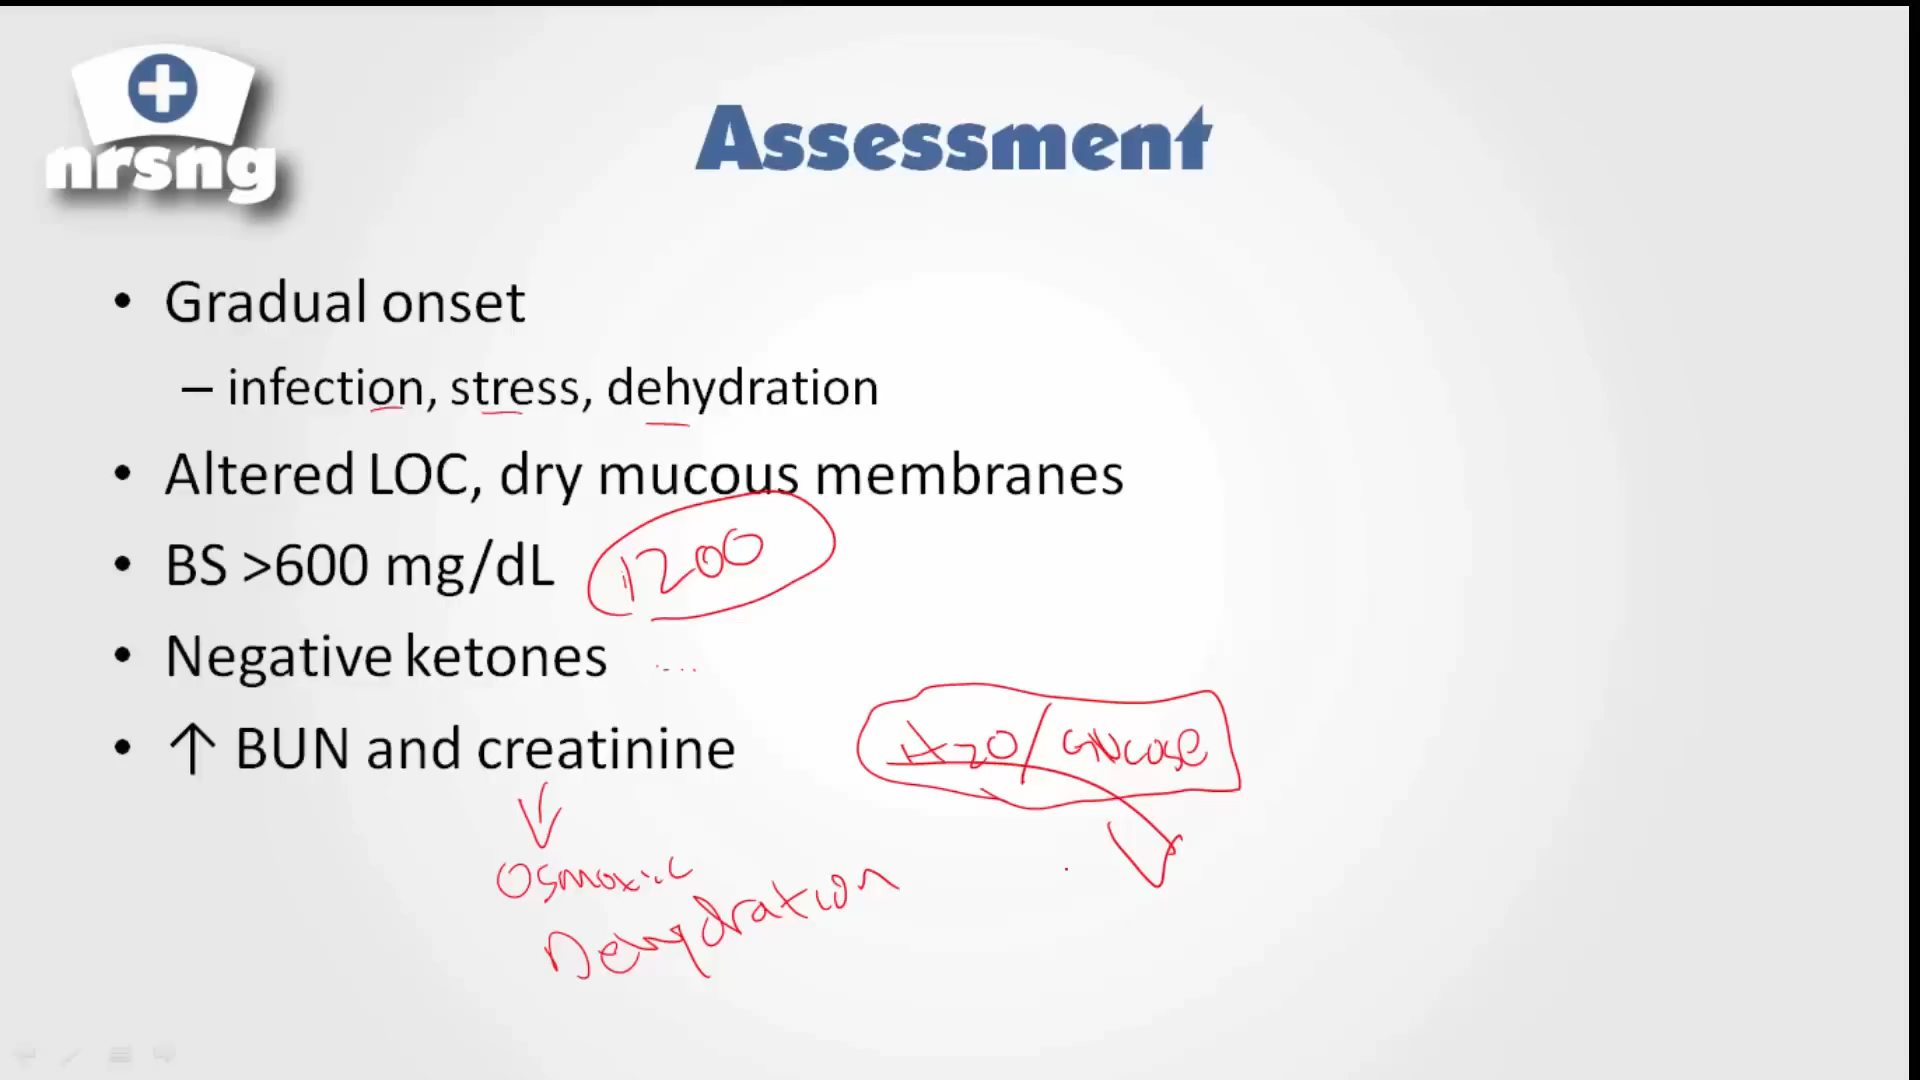 nrsng
Assessment
• Gradual onset
– infection, stress, dehydration
• Altered LOC, dry mucous membranes
• BS >600 mg/dL 1200
• Negative ketones
• ↑ BUN and creatinine
H2O/Glucose
Osmotic
Dehydration